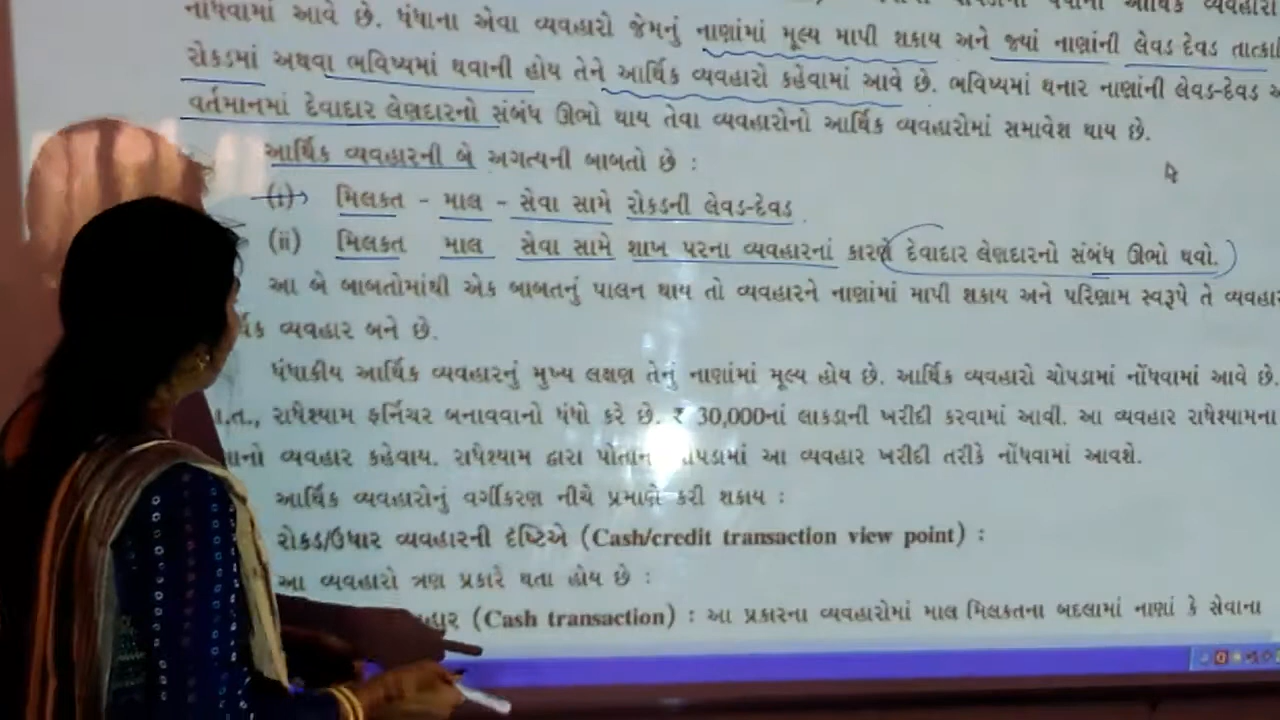 નોંધવામાં આવે છે. ધંધાના એવા વ્યવહારો જેમનું નાણાંમાં મૂલ્ય માપી શકાય અને જ્યાં નાણાંની લેવડ દેવડ
રોકડમાં અથવા ભવિષ્યમાં થવાની હોય તેને આર્થિક વ્યવહારો કહેવામાં આવે છે. ભવિષ્યમાં થનાર નાણાંની લેવડ-દેવડ
વર્તમાનમાં દેવાદાર લેણદારનો સંબંધ ઊભો થાય તેવા વ્યવહારોનો આર્થિક વ્યવહારોમાં સમાવેશ થાય છે.
આર્થિક વ્યવહારની બે અગત્યની બાબતો છે :
(i) મિલકત - માલ - સેવા સામે રોકડની લેવડ-દેવડ
(ii) મિલકત માલ સેવા સામે શાખ પરના વ્યવહારનાં કારણે દેવાદાર લેણદારનો સંબંધ ઊભો થવો.
આ બે બાબતોમાંથી એક બાબતનું પાલન થાય તો વ્યવહારને નાણાંમાં માપી શકાય અને પરિણામ સ્વરૂપે તે
વ્યવહાર બને છે.
ધંધાકીય આર્થિક વ્યવહારનું મુખ્ય લક્ષણ તેનું નાણાંમાં મૂલ્ય હોય છે. આર્થિક વ્યવહારો ચોપડામાં નોંધવામાં આવે છે.
રાધેશ્યામ ફર્નિચર બનાવવાનો ધંધો કરે છે. ₹ 30,000નાં લાકડાની ખરીદી કરવામાં આવી. આ વ્યવહાર રાધેશ્યામના
વ્યવહાર કહેવાય. રાધેશ્યામ દ્વારા આ વ્યવહાર ખરીદી તરીકે નોંધવામાં આવશે.
આર્થિક વ્યવહારોનું વર્ગીકરણ નીચે પ્રમાણે કરી શકાય :
રોકડ/ઉધાર વ્યવહારની દૃષ્ટિએ (Cash/credit transaction view point) :
આ વ્યવહારો ત્રણ પ્રકારે થતા હોય છે :
(Cash transaction) : આ પ્રકારના વ્યવહારોમાં માલ મિલકતના બદલામાં નાણાં કે સેવાના